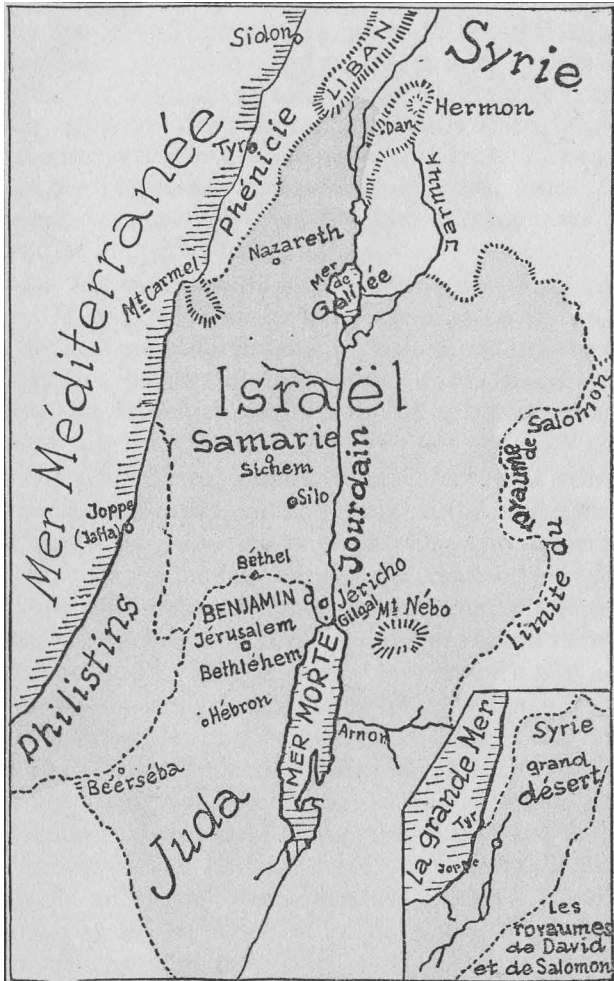 Sidon
LIBAN
Syrie
Hermon
Dan
Tyr
Phénicie
Yarmuk
Mer Méditerranée
Nazareth
Mt Carmel
Mer
de
Galilée
Israël
Samarie
Sichem
Silo
Jourdain
Limite du
Royaume
de Salomon
Joppe
(Jaffa)
Béthel
BENJAMIN
Jéricho
Gilgal
Mt Nébo
Jérusalem
Bethléhem
Philistins
Hébron
MER MORTE
Arnon
Béerséba
Juda
La grande Mer
Syrie
grand
désert
Tyr
Joppe
Les
royaumes
de David
et de Salomon